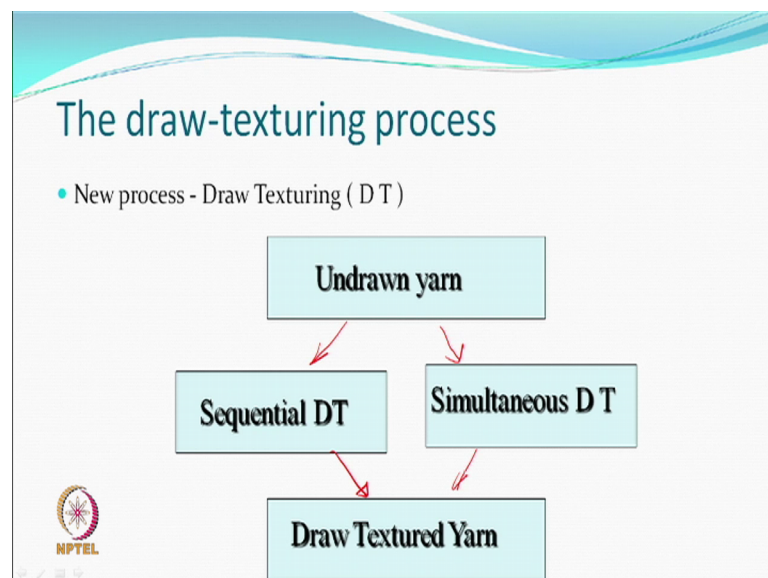 The draw-texturing process
New process - Draw Texturing ( D T )
Undrawn yarn
Sequential DT
Simultaneous D T
Draw Textured Yarn
NPTEL